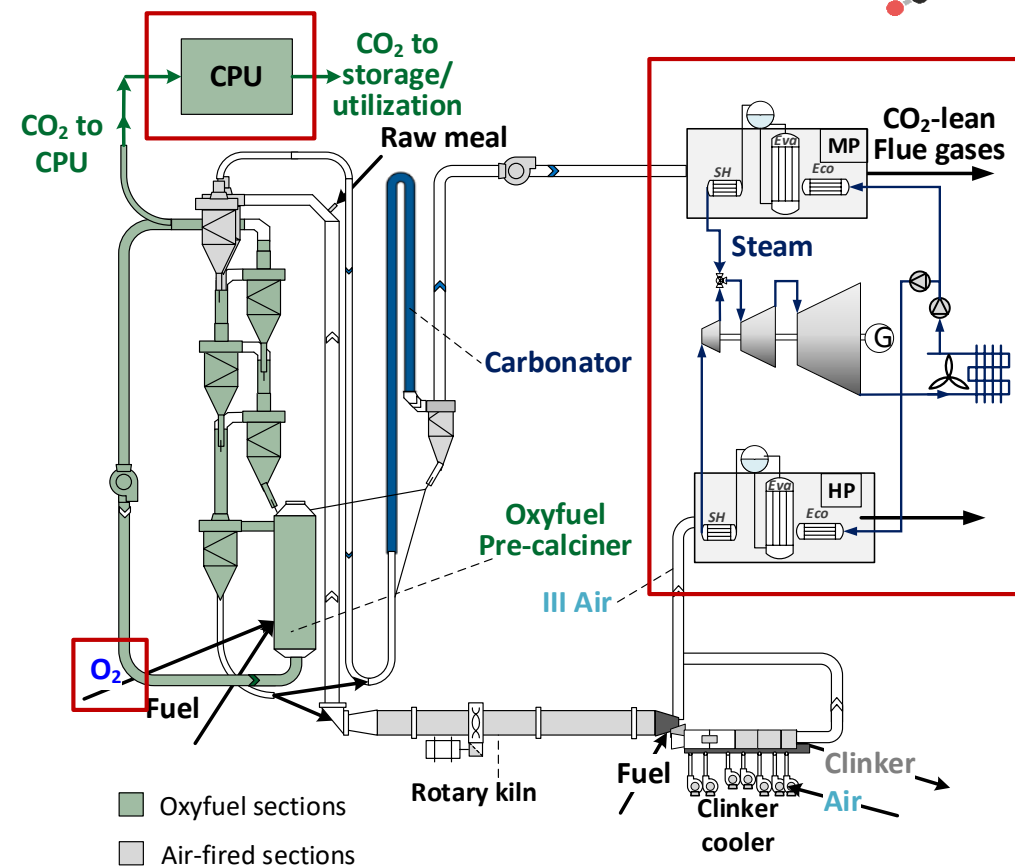 CPU
CO₂ to
storage/
utilization
CO₂ to
CPU
Raw meal
CO₂-lean
Flue gases
MP
Eva
SH
Eco
Steam
G
Carbonator
HP
Eva
SH
Eco
Oxyfuel
Pre-calciner
III Air
O₂
Fuel
Rotary kiln
Fuel
Clinker
Air
Clinker
cooler
Oxyfuel sections
Air-fired sections